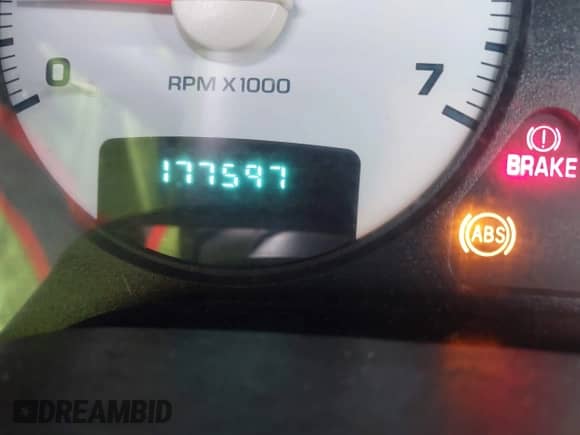 0
RPM X1000
7
177597
BRAKE
ABS
DREAMBID